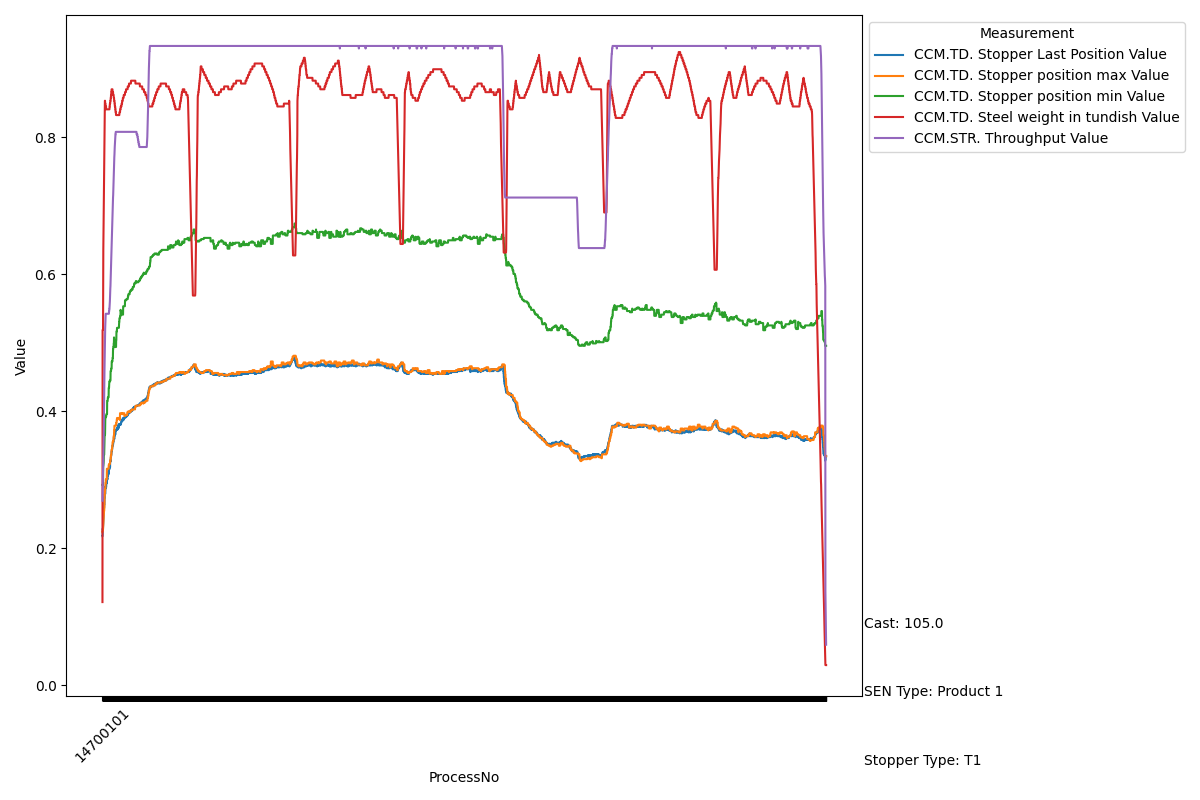 Measurement
CCM.TD. Stopper Last Position Value
CCM.TD. Stopper position max Value
CCM.TD. Stopper position min Value
CCM.TD. Steel weight in tundish Value
CCM.STR. Throughput Value
0.8
0.6
0.4
0.2
0.0
Value
14700101
ProcessNo
Cast: 105.0
SEN Type: Product 1
Stopper Type: T1